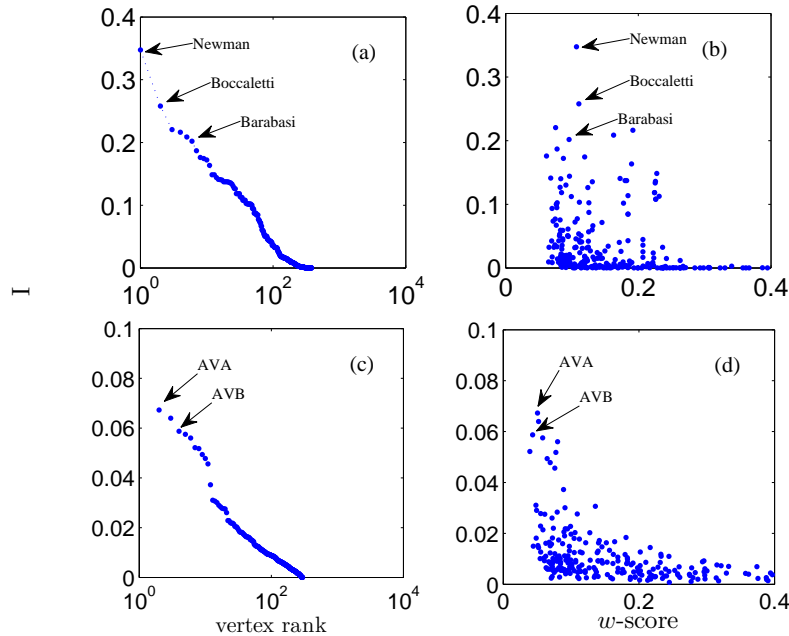 0.4
0.3
0.2
0.1
0
10^0
10^2
10^4
(a)
Newman
Boccaletti
Barabasi
0.4
0.3
0.2
0.1
0
0
0.2
0.4
(b)
Newman
Boccaletti
Barabasi
I
0.1
0.08
0.06
0.04
0.02
0
10^0
10^2
10^4
(c)
AVA
AVB
vertex rank
0.1
0.08
0.06
0.04
0.02
0
0
0.2
0.4
(d)
AVA
AVB
w-score